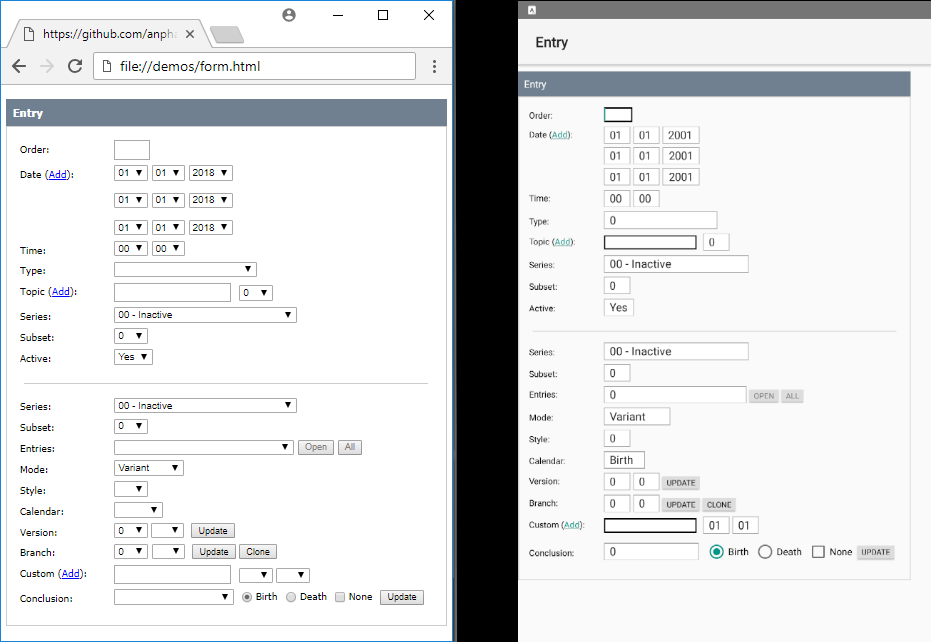 https://github.com/anpha
file://demos/form.html
Entry
Order:
Date (Add): 01 01 2018
01 01 2018
01 01 2018
Time: 00 00
Type:
Topic (Add): 0
Series: 00 - Inactive
Subset: 0
Active: Yes
Series: 00 - Inactive
Subset: 0
Entries: Open All
Mode: Variant
Style:
Calendar:
Version: 0 Update
Branch: 0 Update Clone
Custom (Add):
Conclusion: Birth Death None Update
A
Entry
Entry
Order:
Date (Add): 01 01 2001
01 01 2001
01 01 2001
Time: 00 00
Type: 0
Topic (Add): 0
Series: 00 - Inactive
Subset: 0
Active: Yes
Series: 00 - Inactive
Subset: 0
Entries: 0 OPEN ALL
Mode: Variant
Style: 0
Calendar: Birth
Version: 0 0 UPDATE
Branch: 0 0 UPDATE CLONE
Custom (Add): 01 01
Conclusion: 0 Birth Death None UPDATE